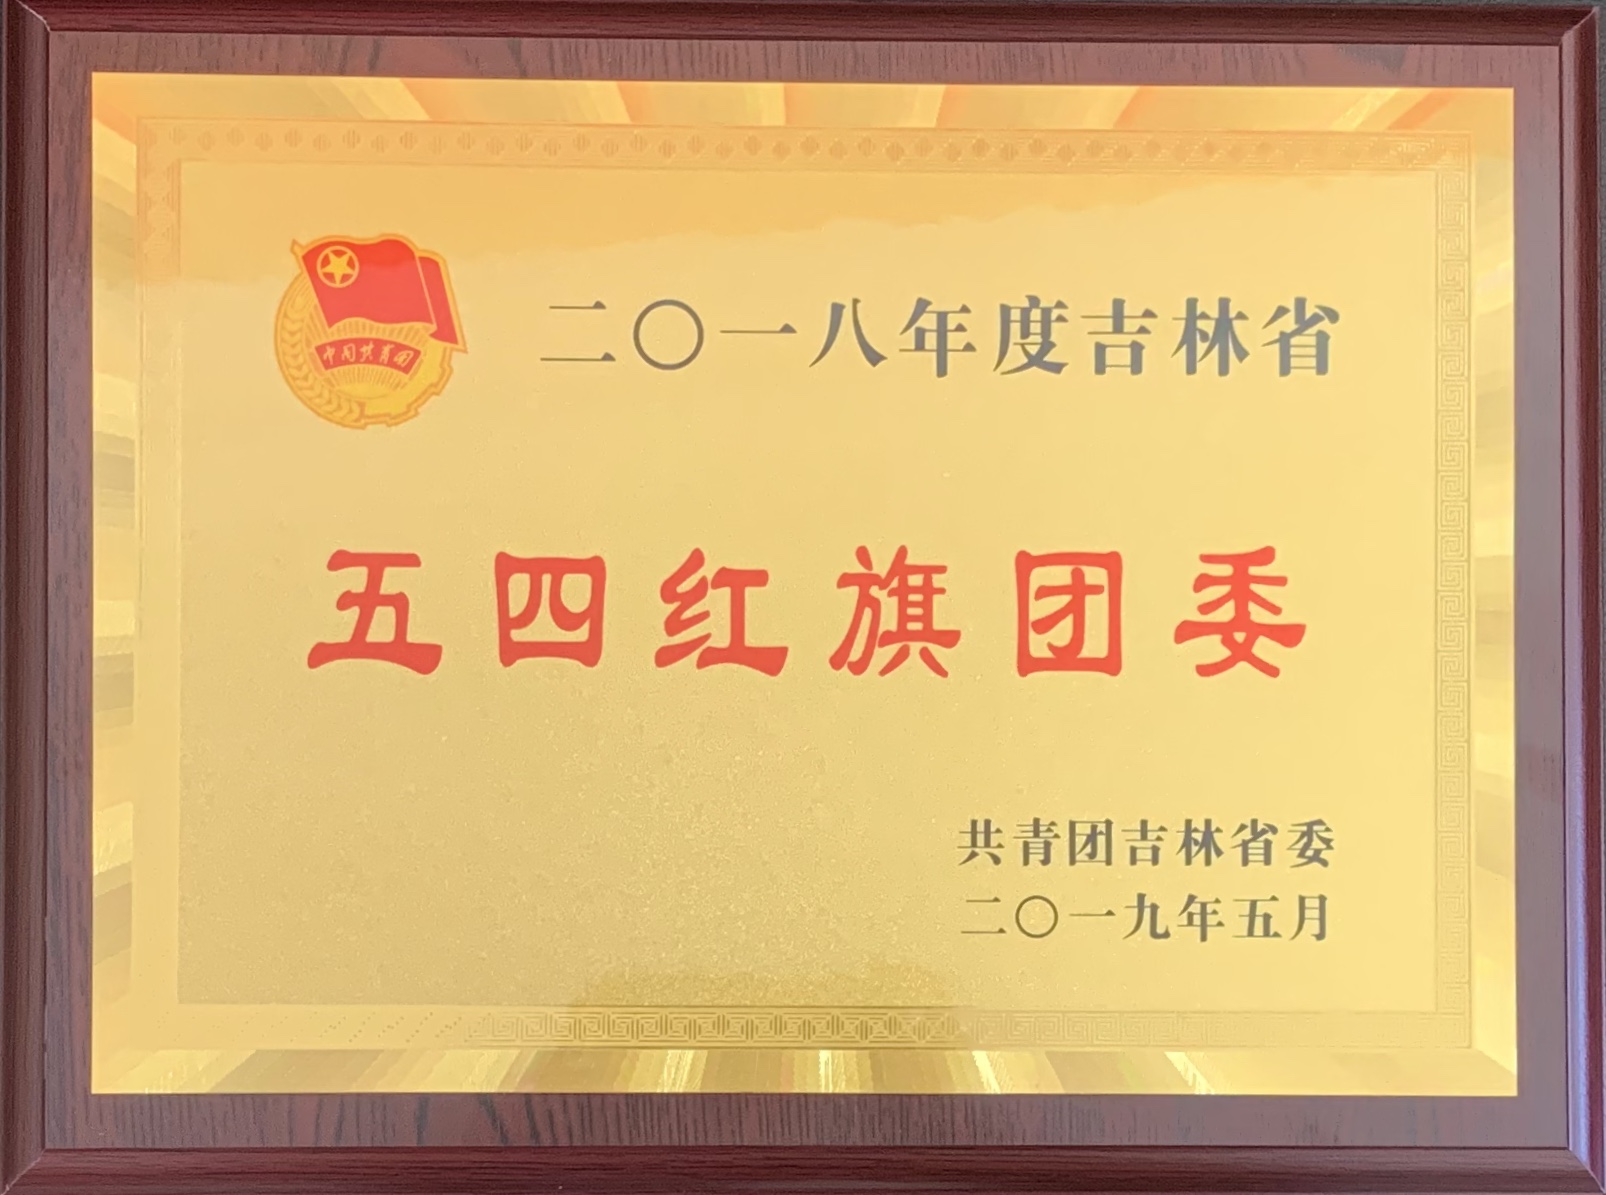 中国共青团
二〇一八年度吉林省
五四红旗团委
共青团吉林省委
二〇一九年五月